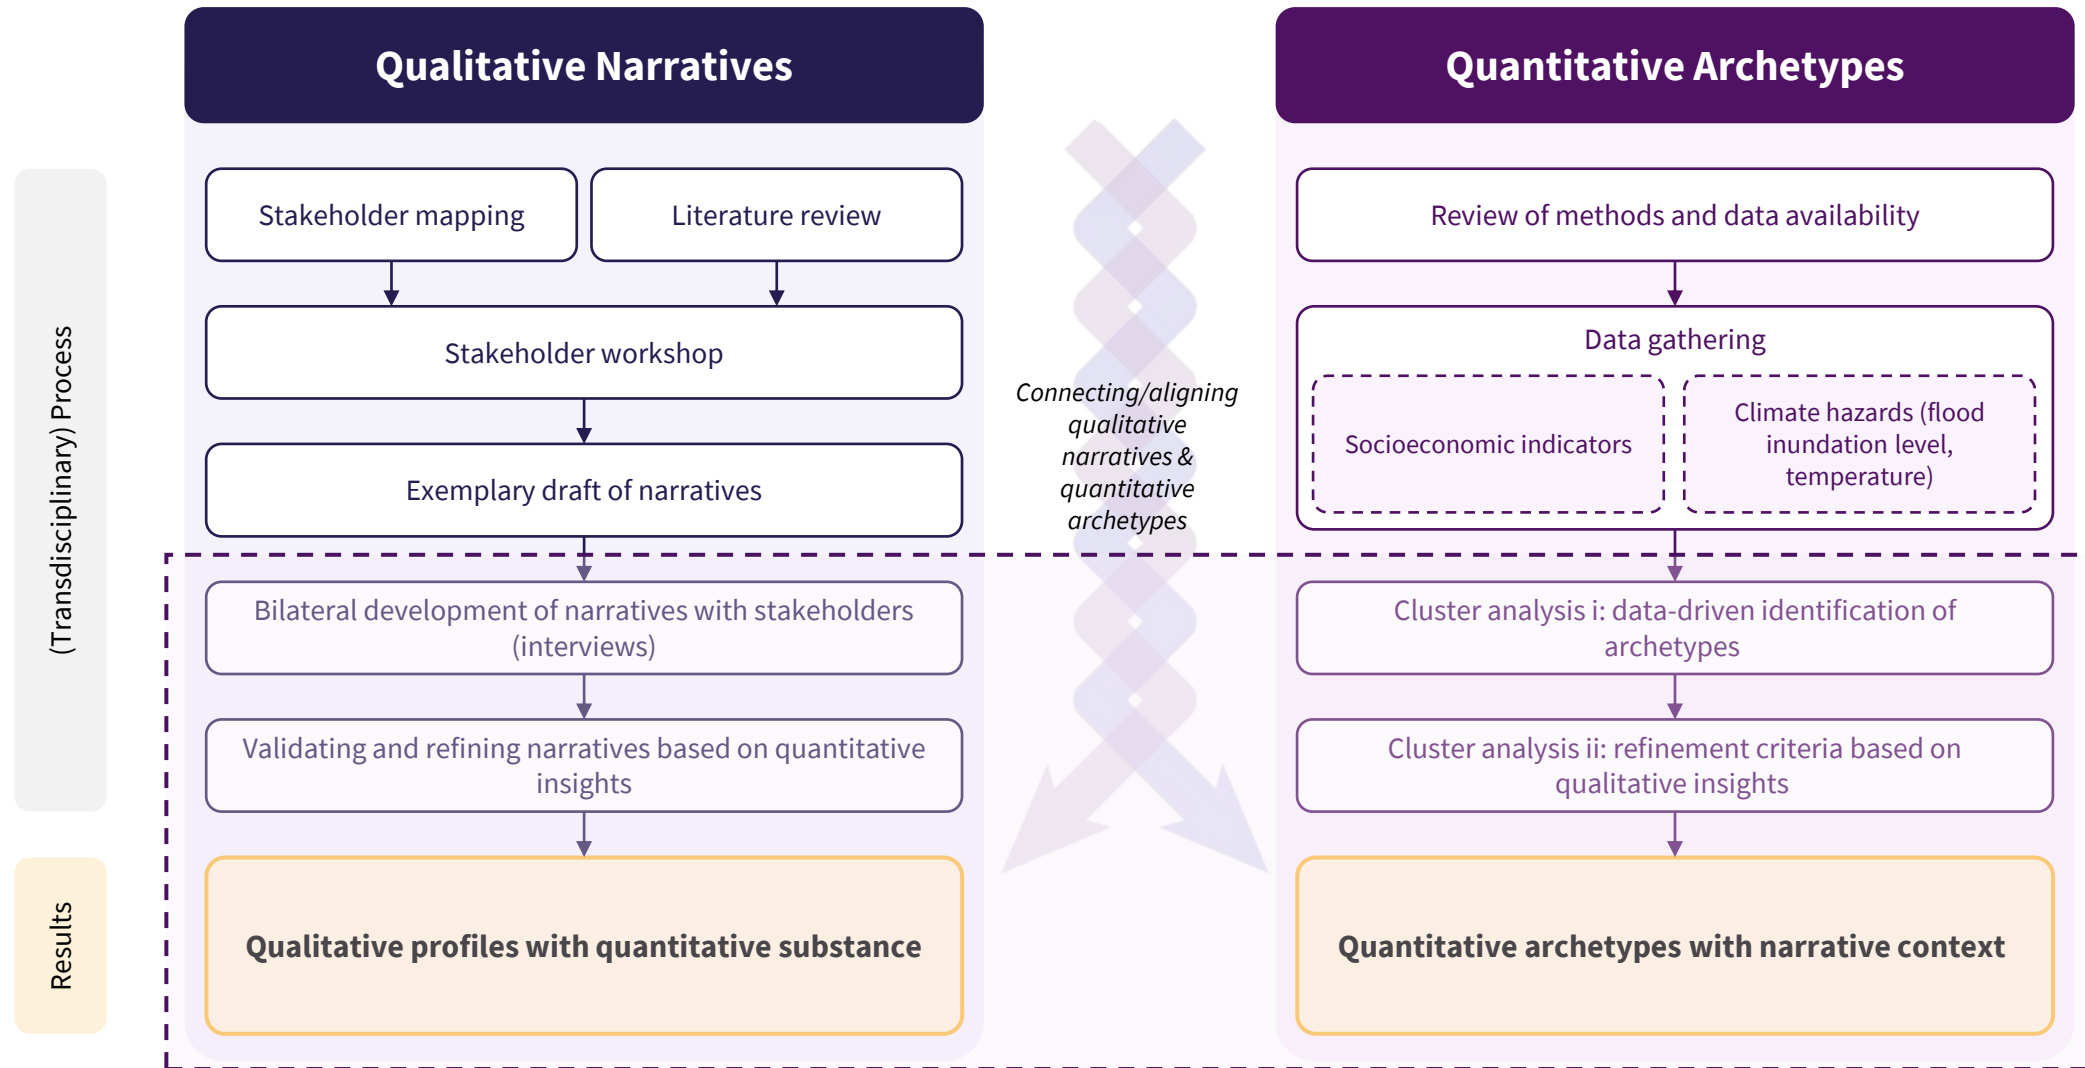 Qualitative Narratives
Quantitative Archetypes
(Transdisciplinary) Process
Results
Stakeholder mapping
Literature review
Stakeholder workshop
Exemplary draft of narratives
Bilateral development of narratives with stakeholders
(interviews)
Validating and refining narratives based on quantitative
insights
Qualitative profiles with quantitative substance
Connecting/aligning
qualitative
narratives &
quantitative
archetypes
Review of methods and data availability
Data gathering
Socioeconomic indicators
Climate hazards (flood
inundation level,
temperature)
Cluster analysis i: data-driven identification of
archetypes
Cluster analysis ii: refinement criteria based on
qualitative insights
Quantitative archetypes with narrative context